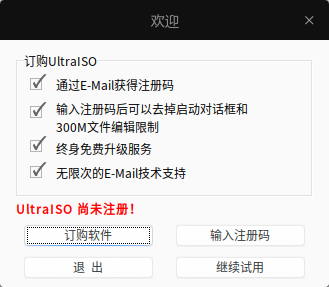 欢迎
订购UltraISO
通过E-Mail获得注册码
输入注册码后可以去掉启动对话框和
300M文件编辑限制
终身免费升级服务
无限次的E-Mail技术支持
UltraISO 尚未注册!
订购软件
输入注册码
退 出
继续试用